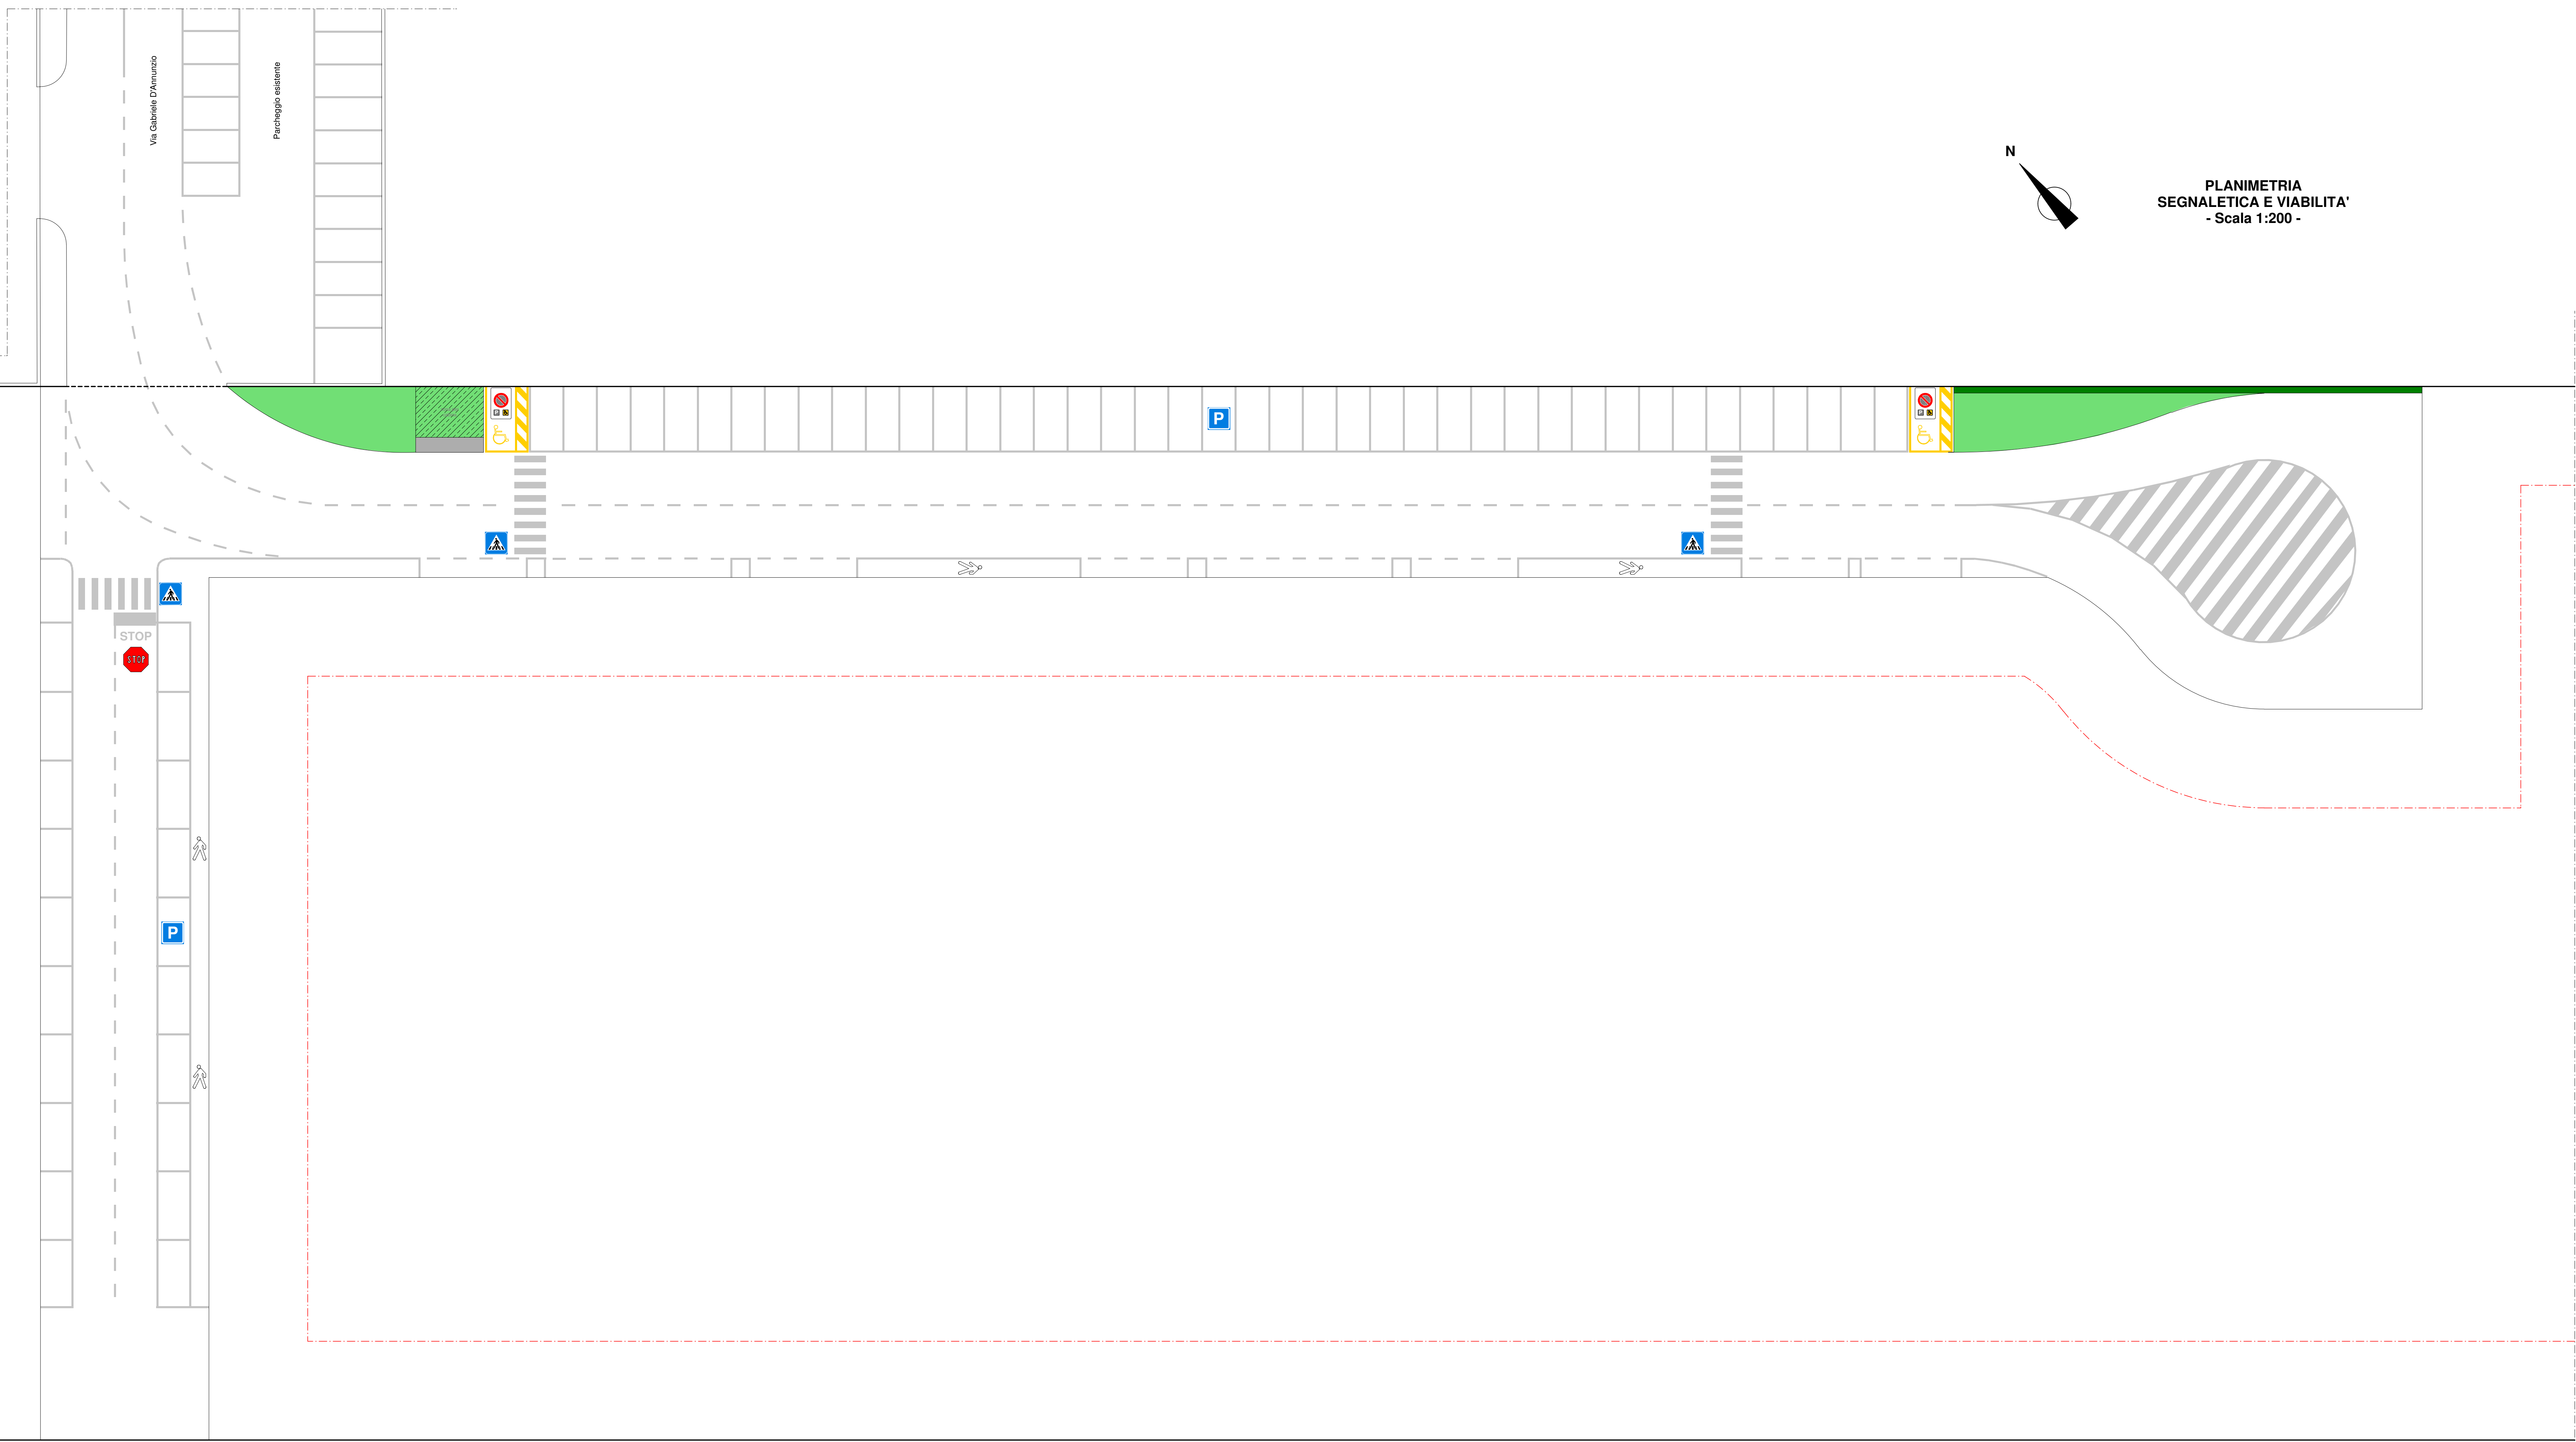 Via Gabriele D'Annunzio
Parcheggio esistente
N
PLANIMETRIA
SEGNALETICA E VIABILITA'
- Scala 1:200 -
P
STOP
STOP
P